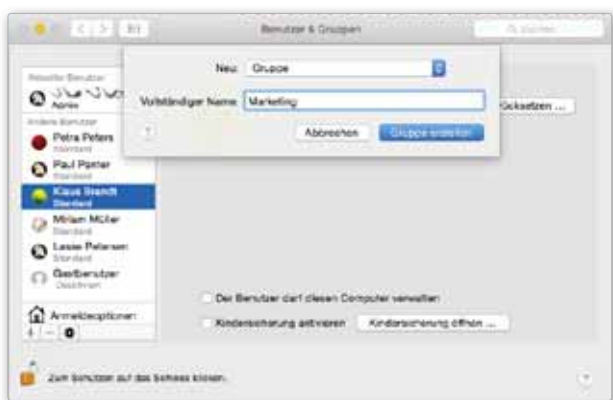 Benutzer & Gruppen
Suchen
Neu: Gruppe
Vollständiger Name: Marketing
Abbrechen
Gruppe erstellen
Aktueller Benutzer
ücksetzen ...
Andere Benutzer
Petra Peters
Standard
Paul Panter
Standard
Klaus Brandt
Standard
Miriam Müller
Standard
Lasse Petersen
Standard
Gastbenutzer
Deaktiviert
Anmeldeoptionen
+ −
Der Benutzer darf diesen Computer verwalten
Kindersicherung aktivieren
Kindersicherung öffnen ...
Zum Schützen auf das Schloss klicken.
?